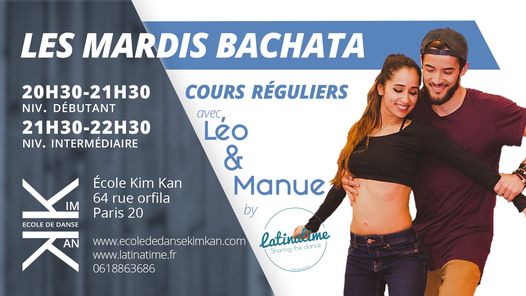 LES MARDIS BACHATA
20H30-21H30
NIV. DÉBUTANT
21H30-22H30
NIV. INTERMÉDIAIRE
COURS RÉGULIERS
avec
Léo
&
Manue
by
latinatime
Sharing the dance
KIM
ECOLE DE DANSE
KAN
École Kim Kan
64 rue orfila
Paris 20
www.ecolededansekimkan.com
www.latinatime.fr
0618863686